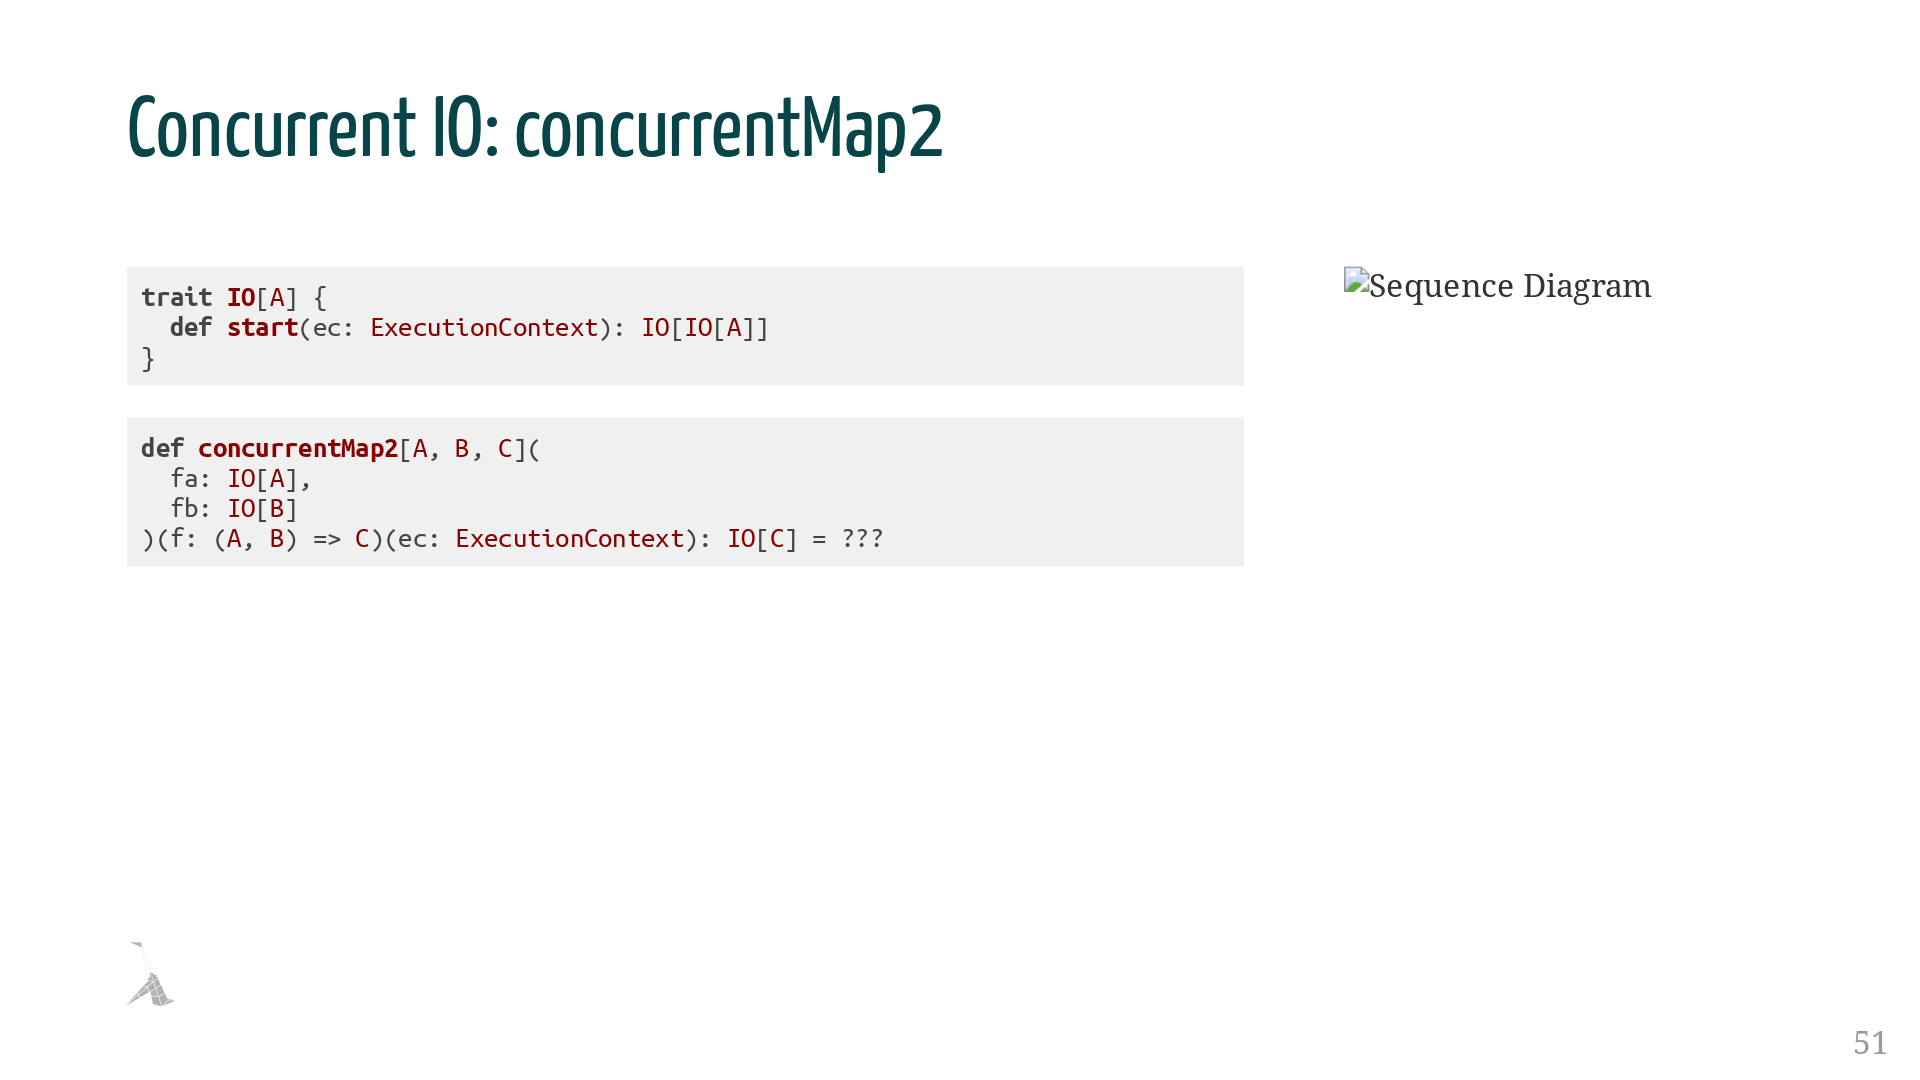 Concurrent IO: concurrentMap2
trait IO[A] {
  def start(ec: ExecutionContext): IO[IO[A]]
}
Sequence Diagram
def concurrentMap2[A, B, C](
  fa: IO[A],
  fb: IO[B]
)(f: (A, B) => C)(ec: ExecutionContext): IO[C] = ???
51